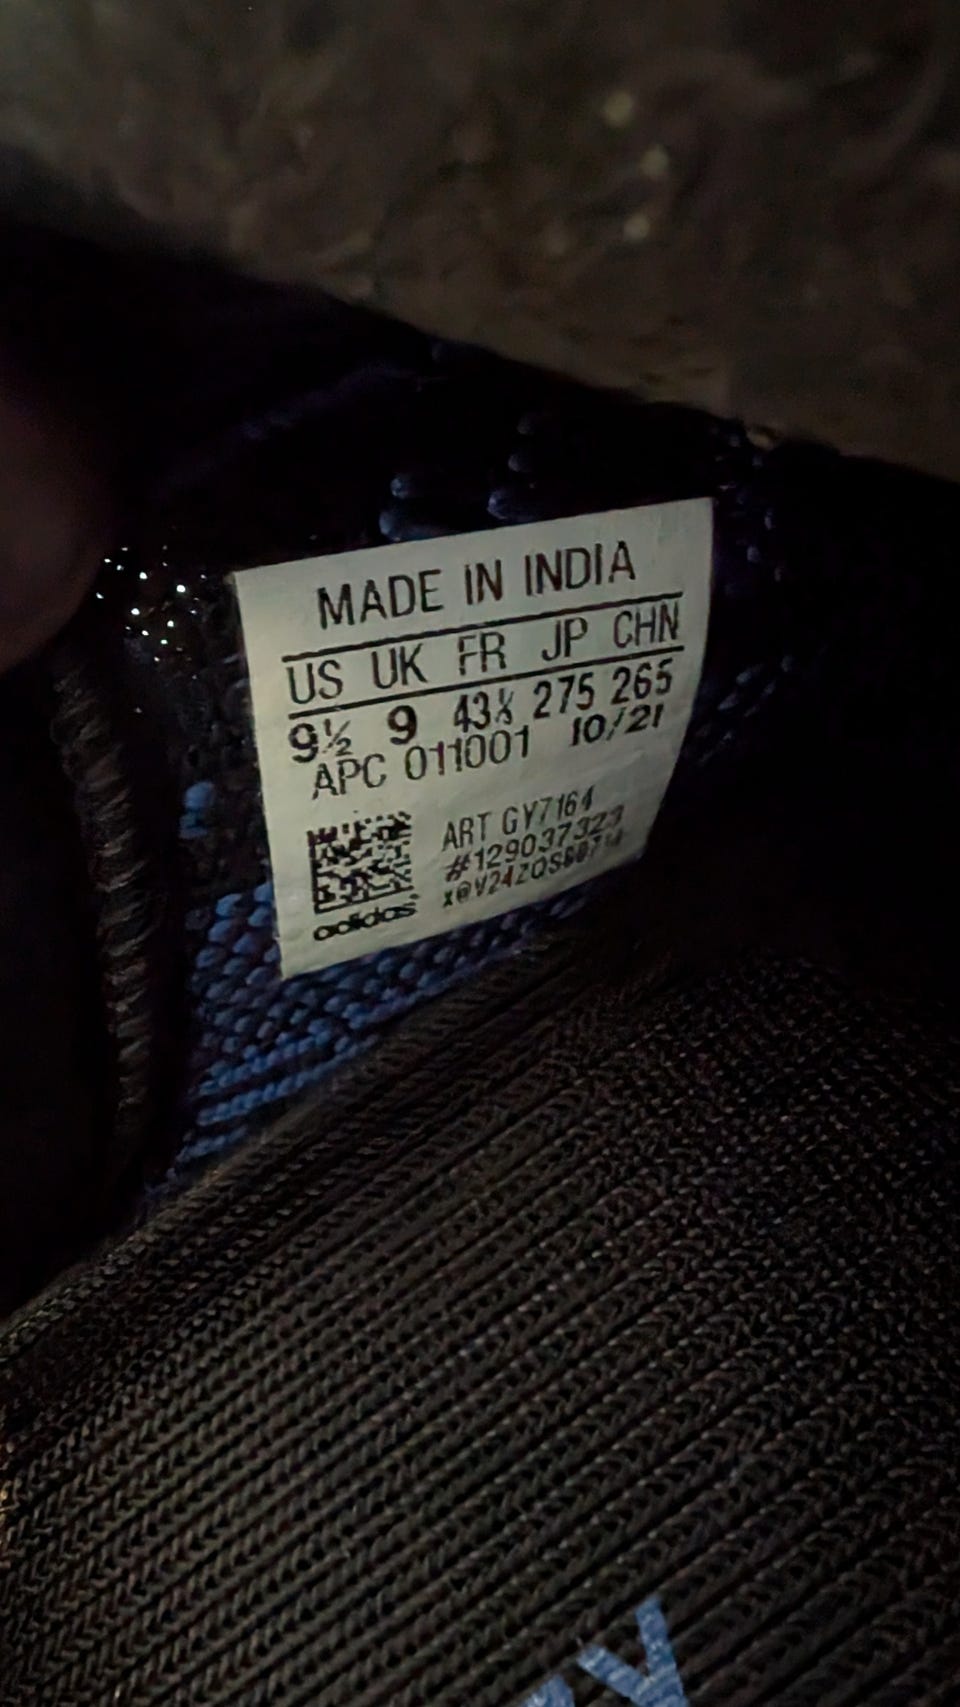 MADE IN INDIA
US UK FR JP CHN
9½ 9 43⅓ 275 265
APC 011001 10/21
ART GY7164
#129037323
adidas